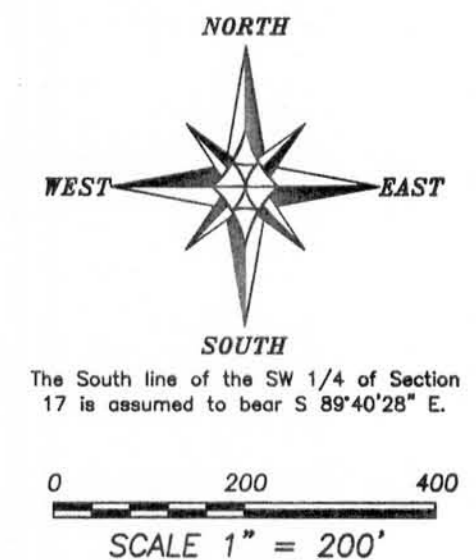 NORTH
WEST EAST
SOUTH
The South line of the SW 1/4 of Section
17 is assumed to bear S 89°40'28" E.
0 200 400
SCALE 1" = 200'